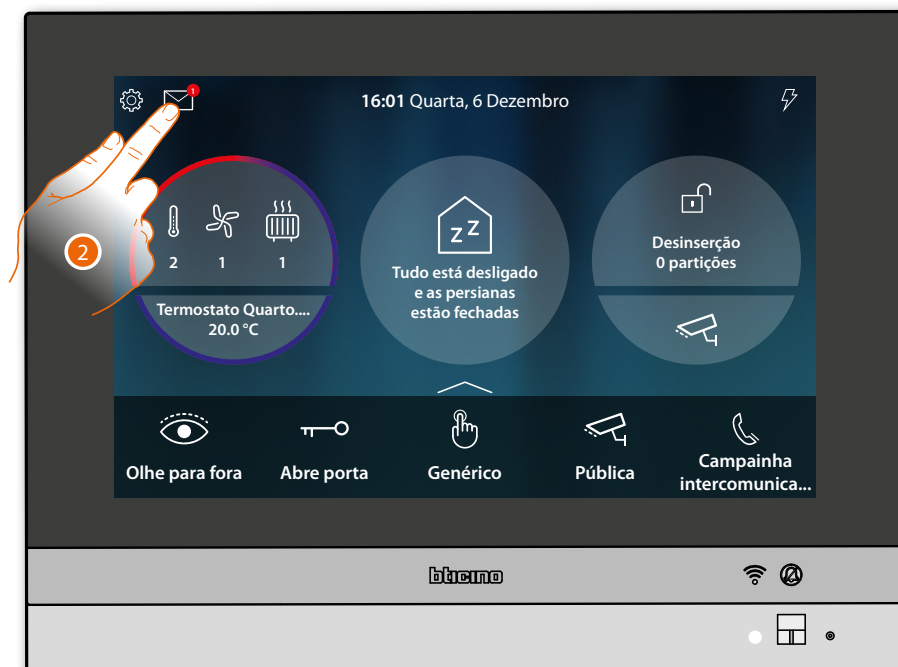 1
16:01 Quarta, 6 Dezembro
2
2 1 1
Termostato Quarto....
20.0 °C
Tudo está desligado
e as persianas
estão fechadas
Desinserção
0 partições
Olhe para fora
Abre porta
Genérico
Pública
Campainha
intercomunica...
bticino